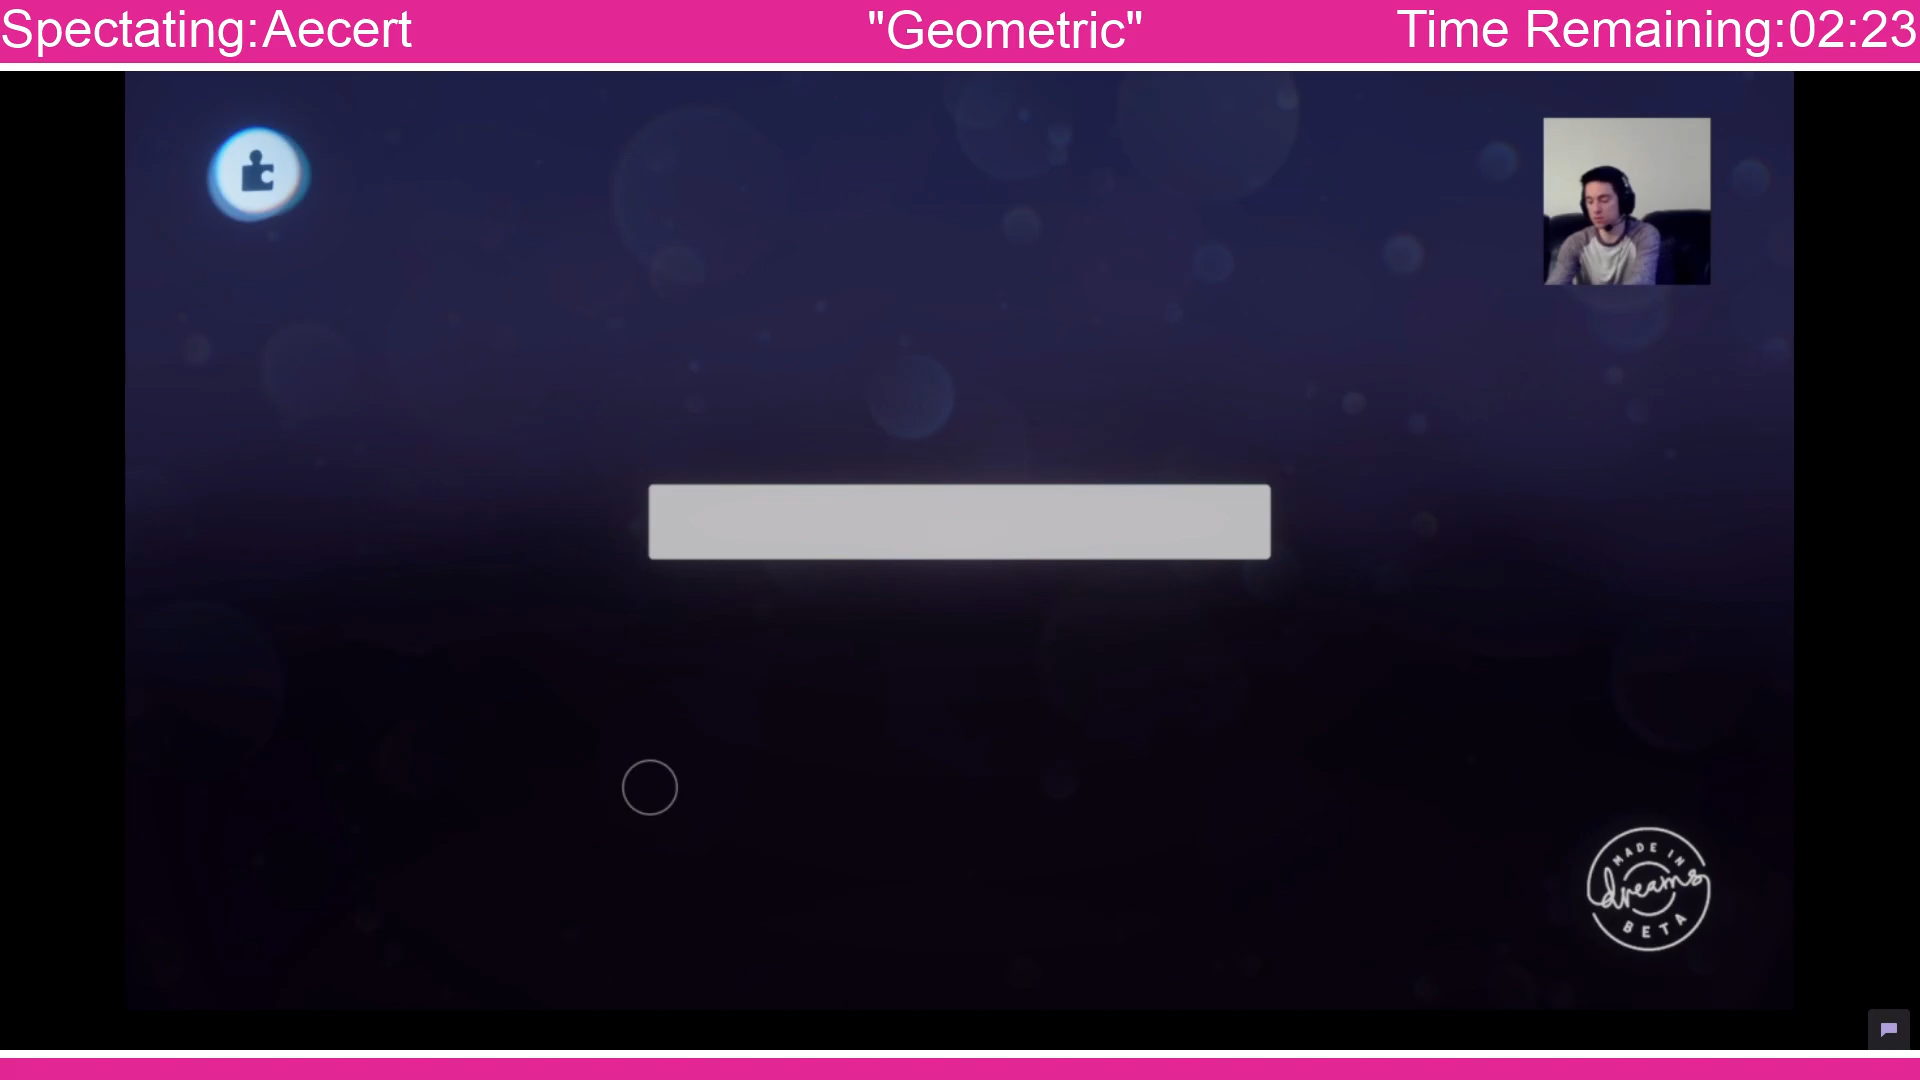 Spectating:Aecert
"Geometric"
Time Remaining:02:23
MADE IN
dreams
BETA